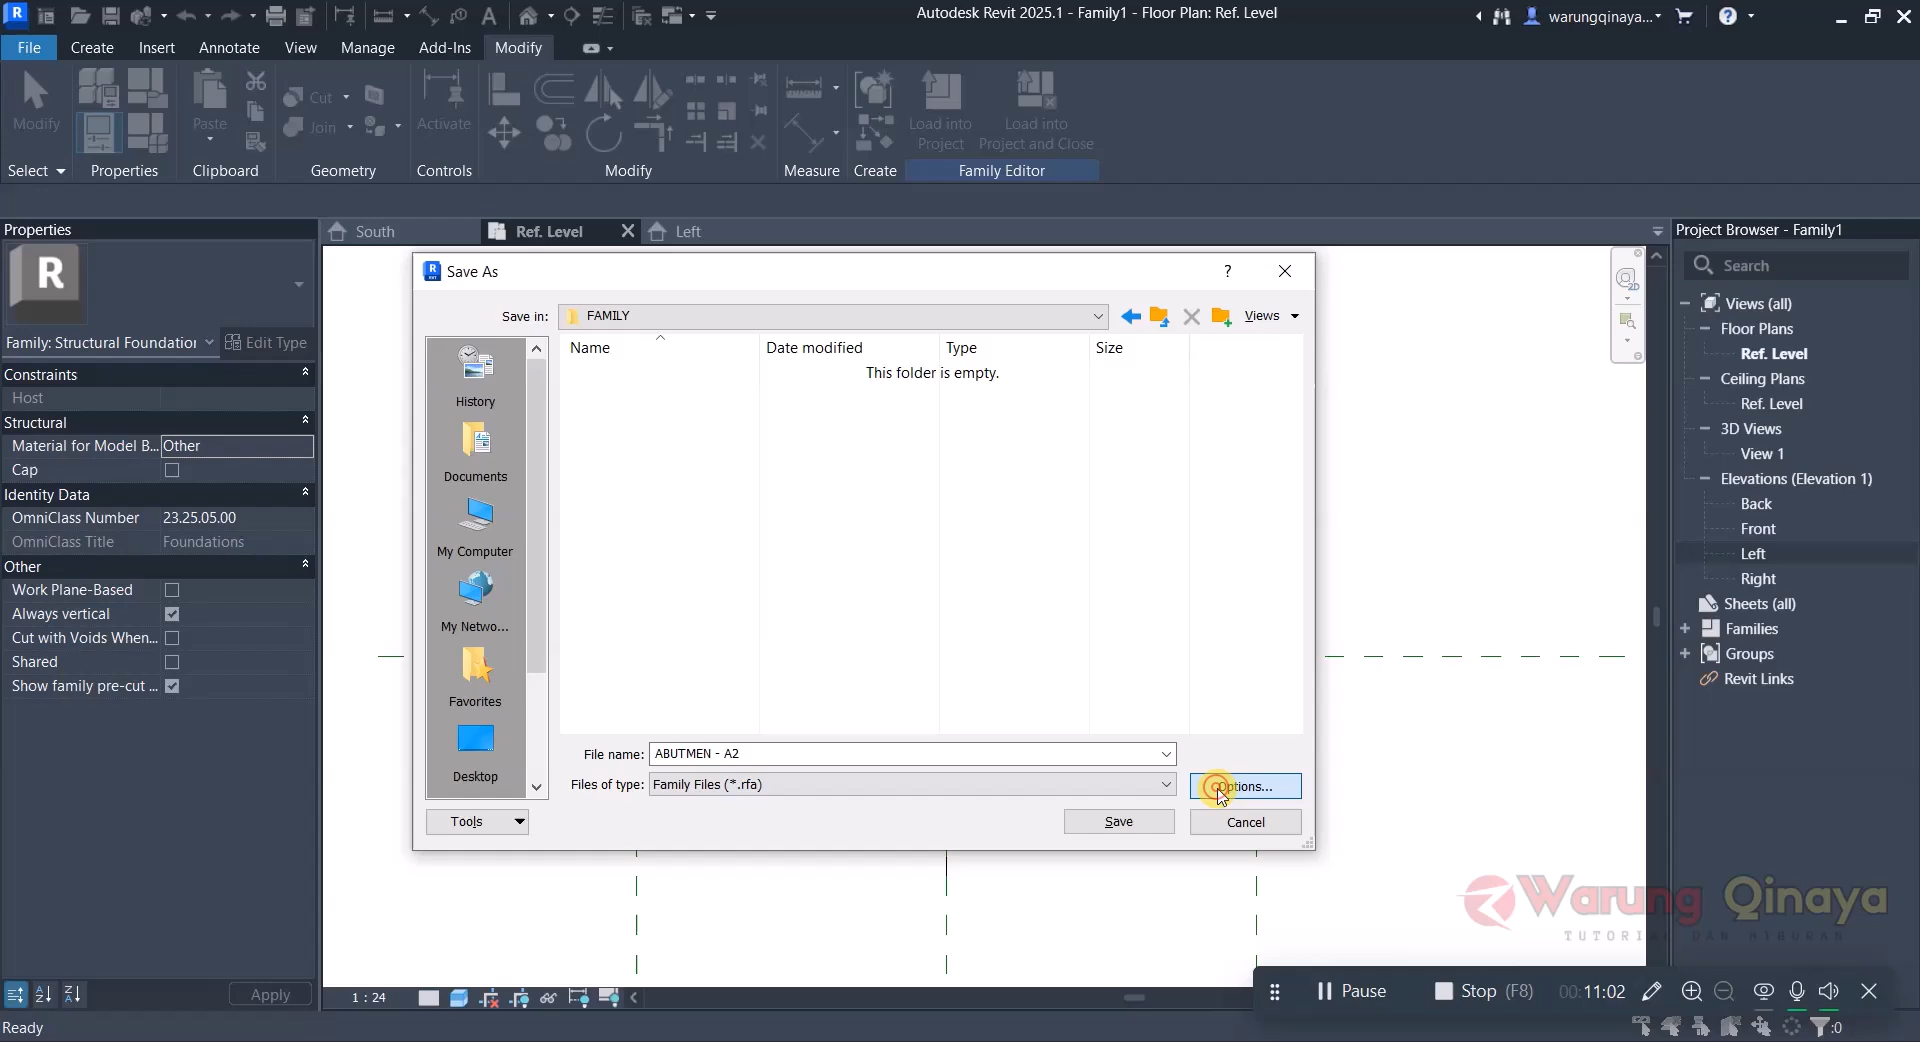 Autodesk Revit 2025.1 - Family1 - Floor Plan: Ref. Level
warungqinaya...
File Create Insert Annotate View Manage Add-Ins Modify
Modify Paste Cut Join Activate Load into Project Load into Project and Close
Select Properties Clipboard Geometry Controls Modify Measure Create Family Editor
Properties
R
Family: Structural Foundation Edit Type
Constraints
Host
Structural
Material for Model B... Other
Cap
Identity Data
OmniClass Number 23.25.05.00
OmniClass Title Foundations
Other
Work Plane-Based
Always vertical
Cut with Voids When...
Shared
Show family pre-cut ...
Apply
South Ref. Level Left
Save As
Save in: FAMILY Views
Name Date modified Type Size
This folder is empty.
History
Documents
My Computer
My Netwo...
Favorites
Desktop
File name: ABUTMEN - A2
Files of type: Family Files (*.rfa) Options...
Tools Save Cancel
Project Browser - Family1
Search
Views (all)
Floor Plans
Ref. Level
Ceiling Plans
Ref. Level
3D Views
View 1
Elevations (Elevation 1)
Back
Front
Left
Right
Sheets (all)
Families
Groups
Revit Links
Warung Qinaya
TUTORIAL DAN HIBURAN
1 : 24
Pause Stop (F8) 00:11:02
Ready
:0